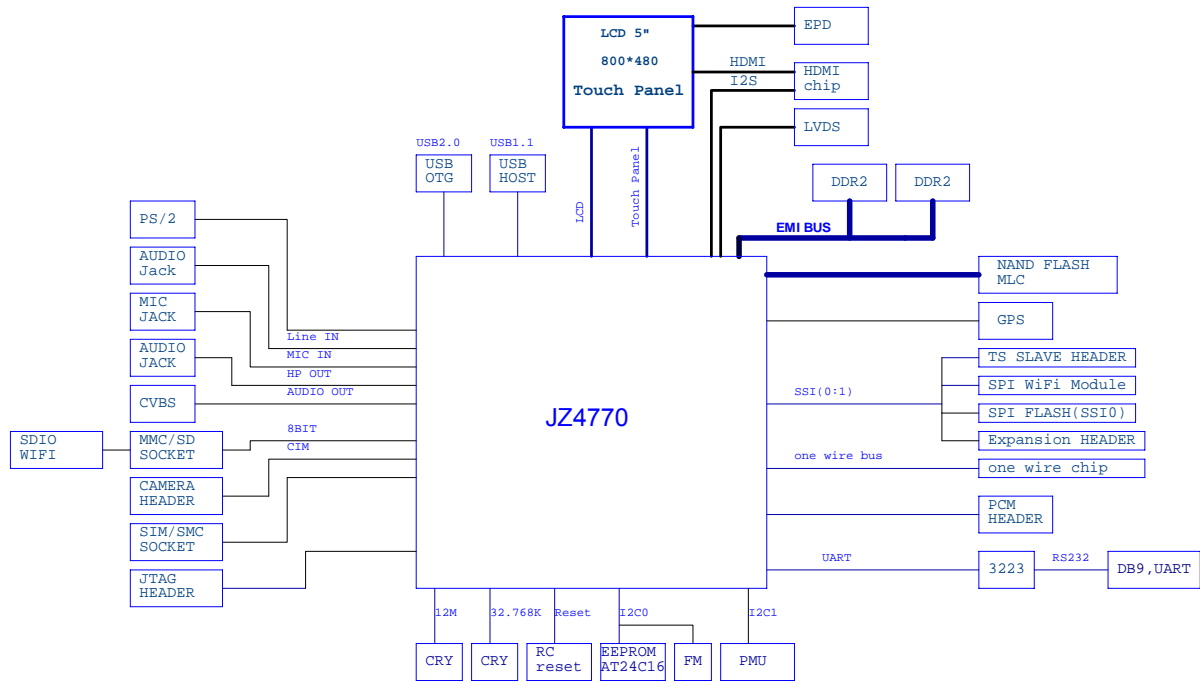 LCD 5"
800*480
Touch Panel
EPD
HDMI
I2S
HDMI
chip
LVDS
USB2.0
USB1.1
USB
OTG
USB
HOST
LCD
Touch Panel
DDR2
DDR2
EMI BUS
PS/2
AUDIO
Jack
MIC
JACK
AUDIO
JACK
CVBS
SDIO
WIFI
MMC/SD
SOCKET
CAMERA
HEADER
SIM/SMC
SOCKET
JTAG
HEADER
Line IN
MIC IN
HP OUT
AUDIO OUT
8BIT
CIM
JZ4770
NAND FLASH
MLC
GPS
SSI(0:1)
TS SLAVE HEADER
SPI WiFi Module
SPI FLASH(SSI0)
Expansion HEADER
one wire bus
one wire chip
PCM
HEADER
UART
3223
RS232
DB9,UART
12M
32.768K
Reset
I2C0
I2C1
CRY
CRY
RC
reset
EEPROM
AT24C16
FM
PMU